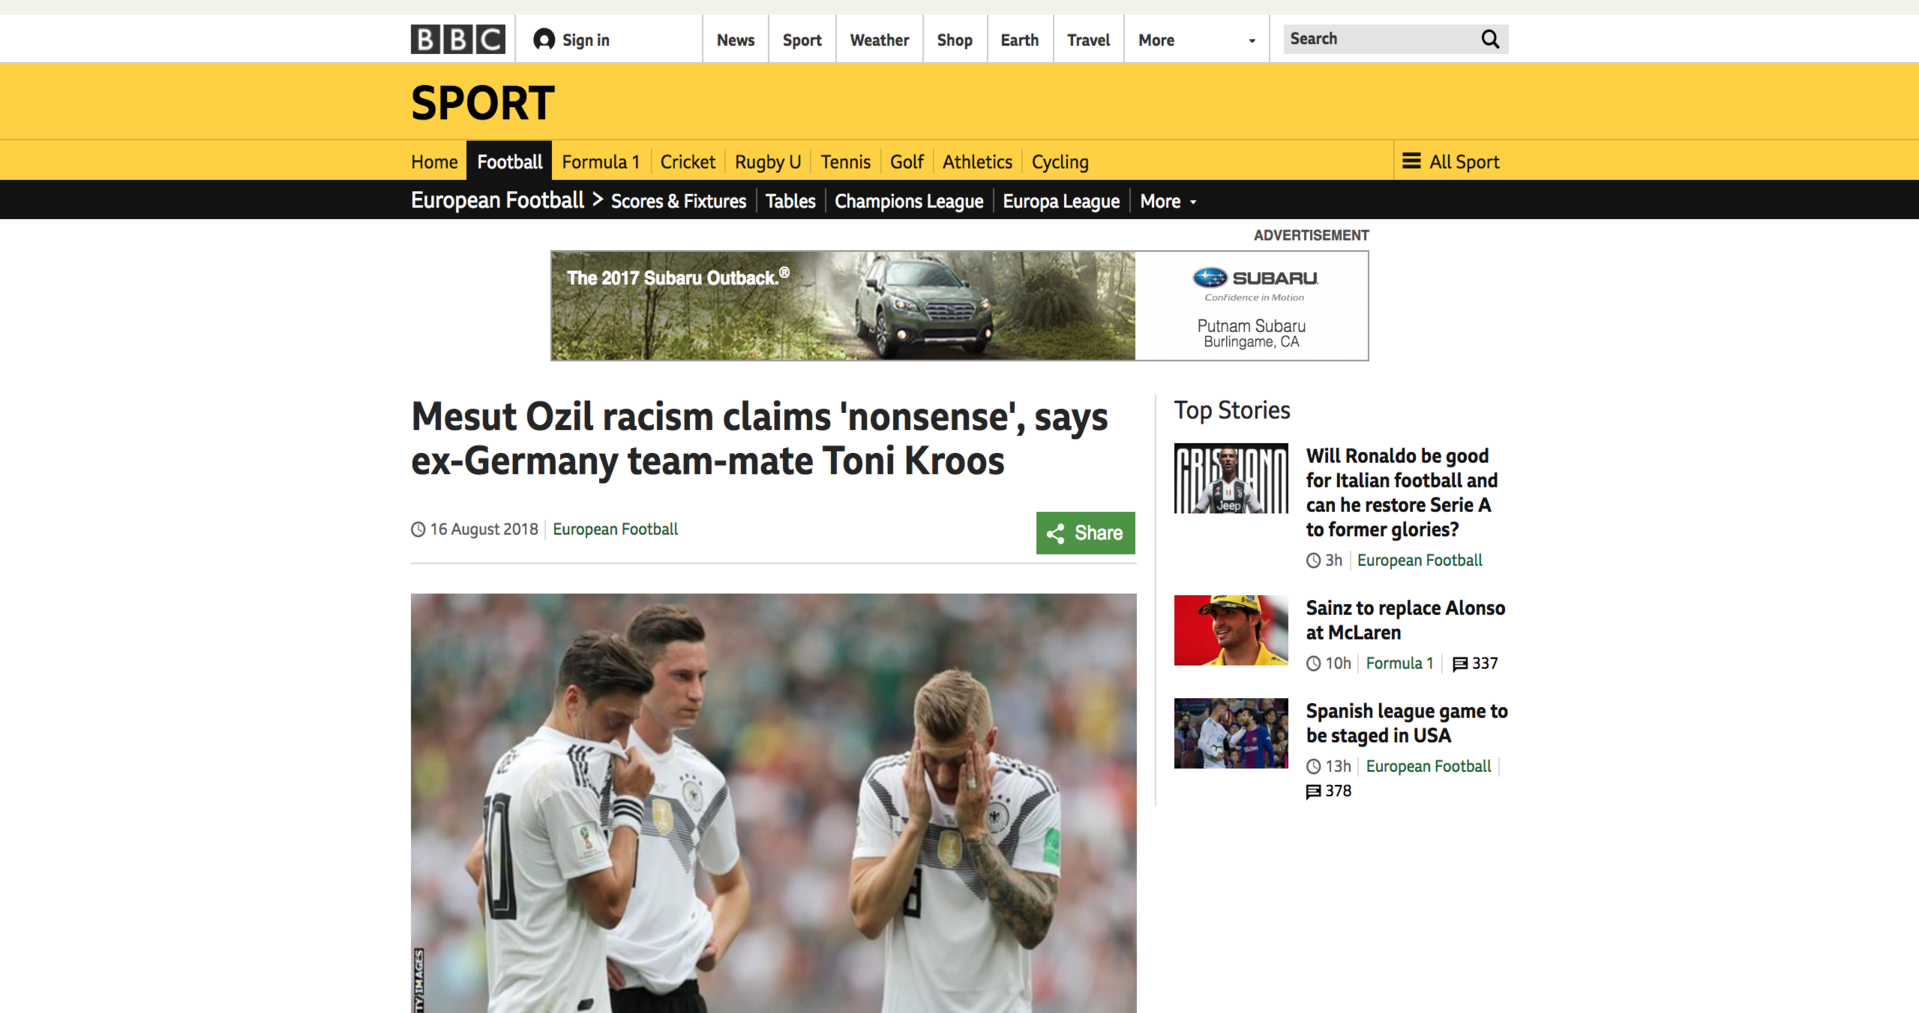 BBC
Sign in
News
Sport
Weather
Shop
Earth
Travel
More
Search
SPORT
Home
Football
Formula 1
Cricket
Rugby U
Tennis
Golf
Athletics
Cycling
All Sport
European Football
Scores & Fixtures
Tables
Champions League
Europa League
More
ADVERTISEMENT
The 2017 Subaru Outback.®
SUBARU
Confidence in Motion
Putnam Subaru
Burlingame, CA
Mesut Ozil racism claims 'nonsense', says
ex-Germany team-mate Toni Kroos
16 August 2018
European Football
Share
10
8
Top Stories
CRISTIANO
Jeep
Will Ronaldo be good
for Italian football and
can he restore Serie A
to former glories?
3h
European Football
Sainz to replace Alonso
at McLaren
10h
Formula 1
337
Spanish league game to
be staged in USA
13h
European Football
378